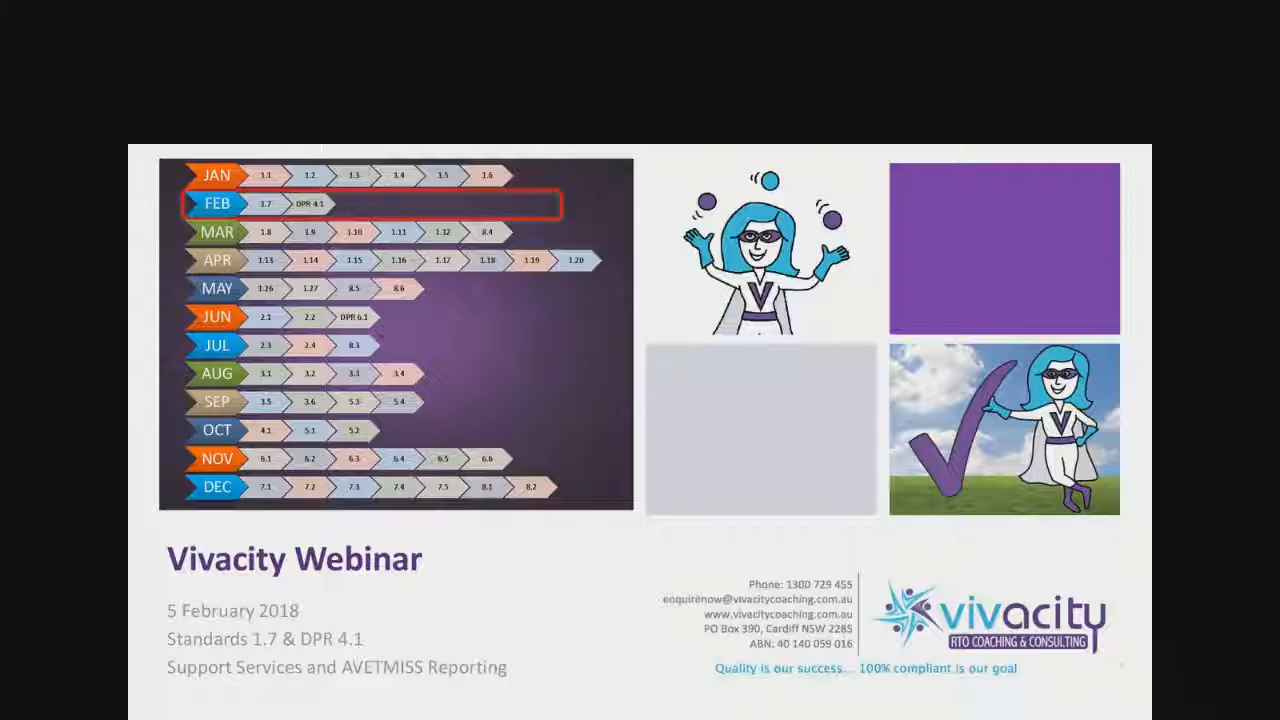 JAN 1.1 1.2 1.3 1.4 1.5 1.6
FEB 1.7 DPR 4.1
MAR 1.8 1.9 1.10 1.11 1.12 8.4
APR 1.13 1.14 1.15 1.16 1.17 1.18 1.19 1.20
MAY 1.26 1.27 8.5 8.6
JUN 2.1 2.2 DPR 6.1
JUL 2.3 2.4 8.3
AUG 3.1 3.2 3.3 3.4
SEP 3.5 3.6 5.3 5.4
OCT 4.1 5.1 5.2
NOV 6.1 6.2 6.3 6.4 6.5 6.6
DEC 7.1 7.2 7.3 7.4 7.5 8.1 8.2
V
V
Vivacity Webinar
5 February 2018
Standards 1.7 & DPR 4.1
Support Services and AVETMISS Reporting
Phone: 1300 729 455
enquirenow@vivacitycoaching.com.au
www.vivacitycoaching.com.au
PO Box 390, Cardiff NSW 2285
ABN: 40 140 059 016
vivacity
RTO COACHING & CONSULTING
Quality is our success... 100% compliant is our goal